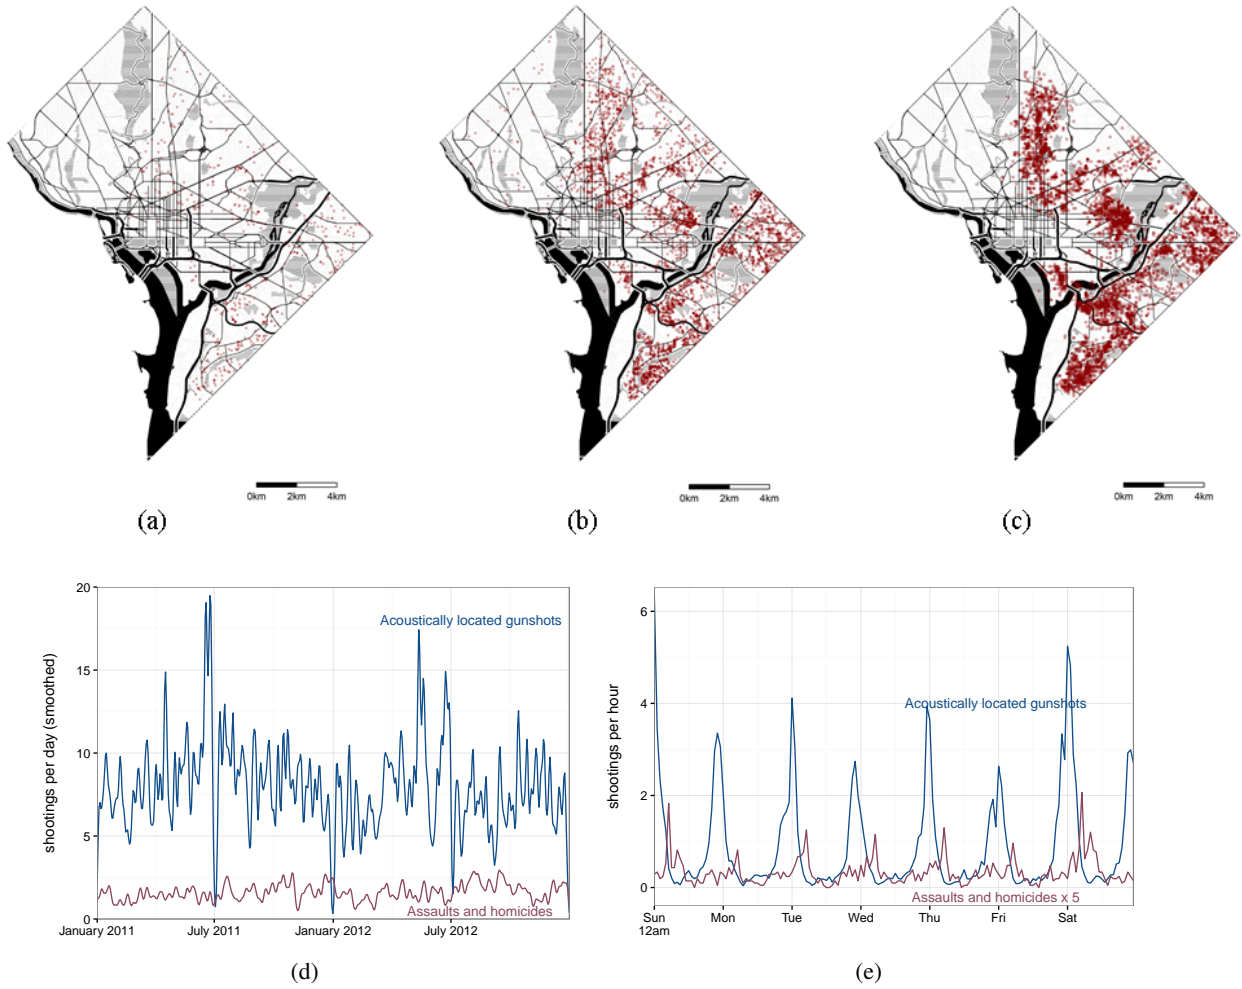 0km 2km 4km
0km 2km 4km
0km 2km 4km
(a)
(b)
(c)
shootings per day (smoothed)
20
15
10
5
0
Acoustically located gunshots
Assaults and homicides
January 2011 July 2011 January 2012 July 2012
(d)
shootings per hour
6
4
2
0
Acoustically located gunshots
Assaults and homicides x 5
Sun Mon Tue Wed Thu Fri Sat
12am
(e)